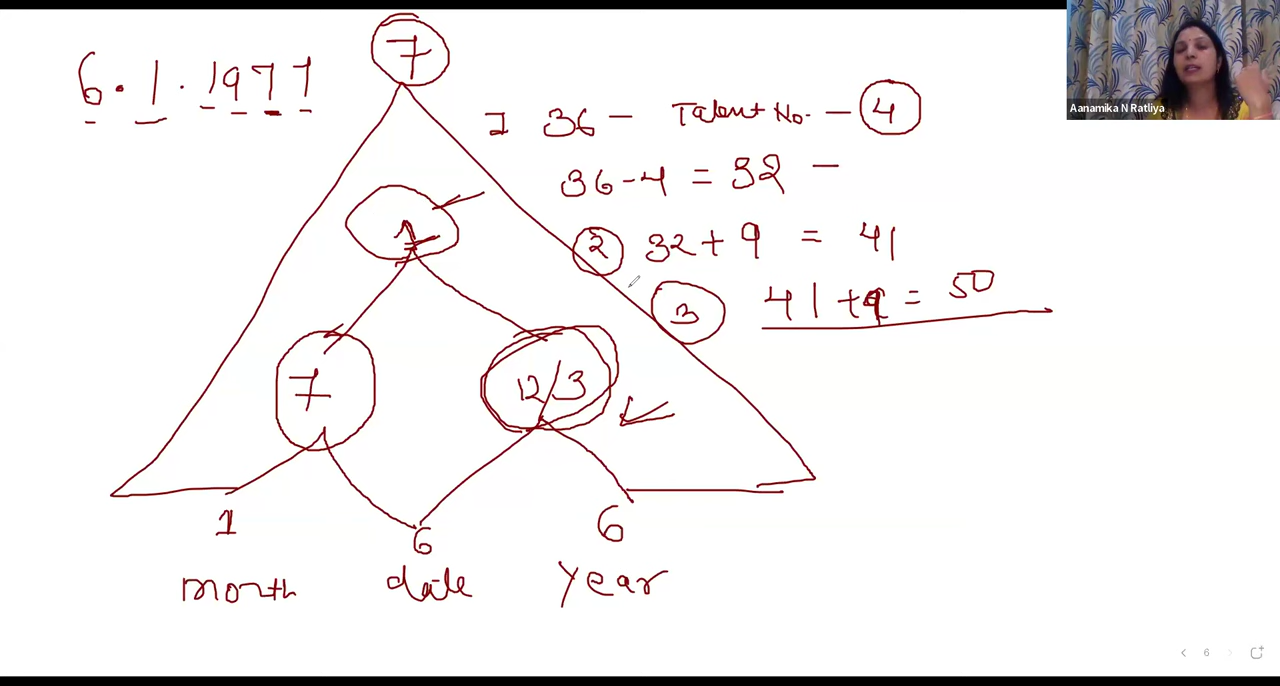 7
6.1.1977
Aanamika N Ratliya
I 36 - Talent No. - 4
36-4 = 32 -
1
2 32 + 9 = 41
3 41 + 9 = 50
7 12/3
1 6 6
month date year
6